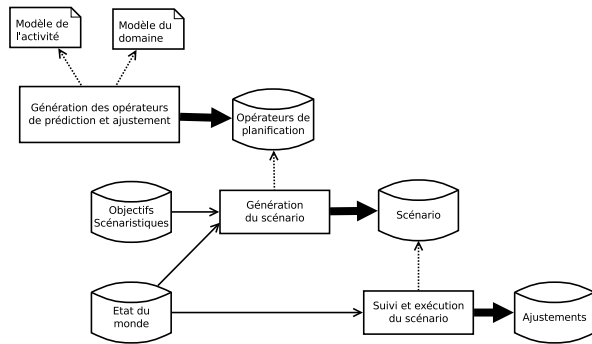 Modèle de
l'activité
Modèle du
domaine
Génération des opérateurs
de prédiction et ajustement
Opérateurs de
planification
Objectifs
Scénaristiques
Génération
du scénario
Scénario
Etat du
monde
Suivi et exécution
du scénario
Ajustements